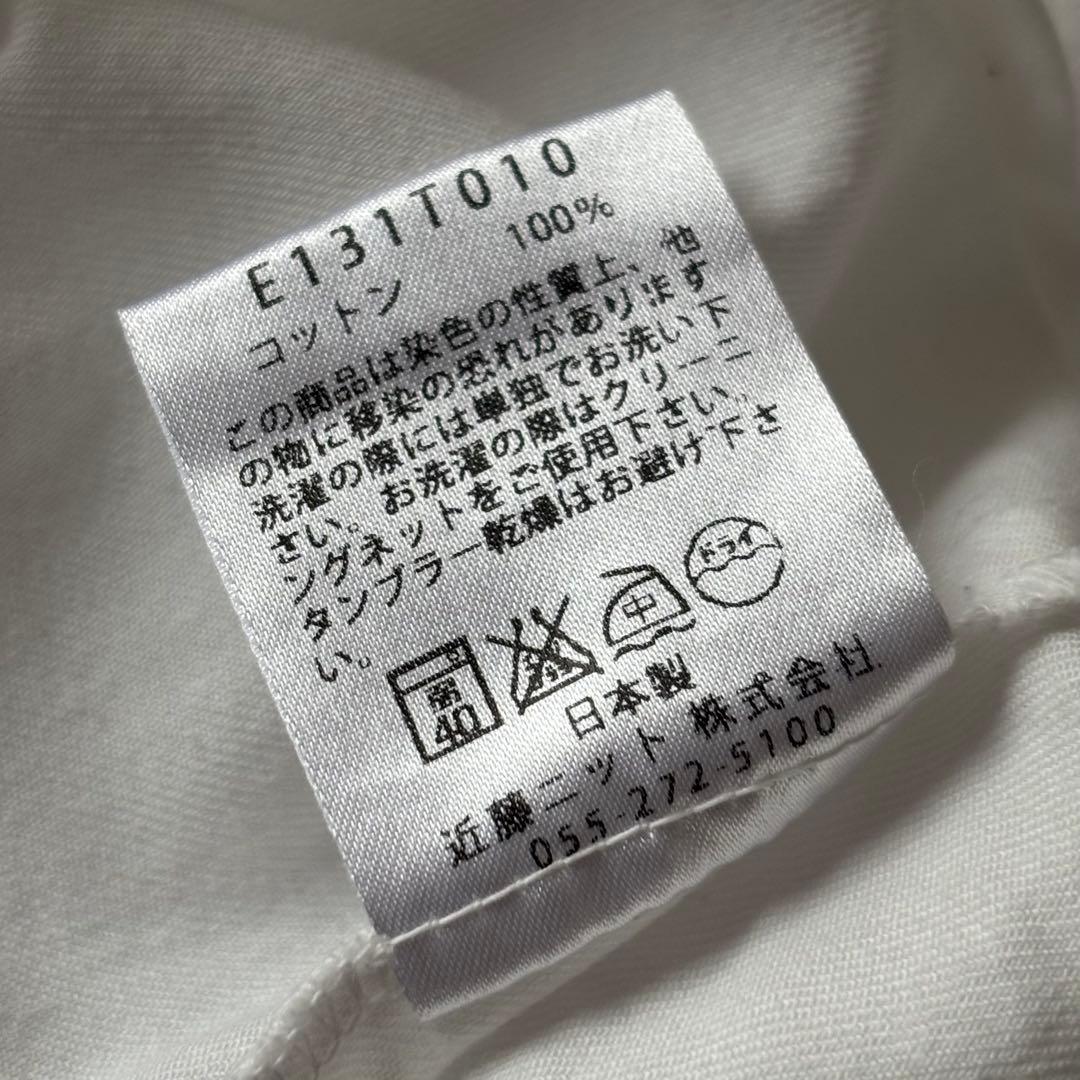 E131T010
コットン 100%
この商品は染色の性質上、他
の物に移染の恐れがあります
洗濯の際には単独でお洗い下
さい。お洗濯の際はクリーニ
ングネットをご使用下さい。
タンブラー乾燥はお避け下さ
い。
40 中 ドライ
日本製
近藤ニット株式会社
055-272-5100